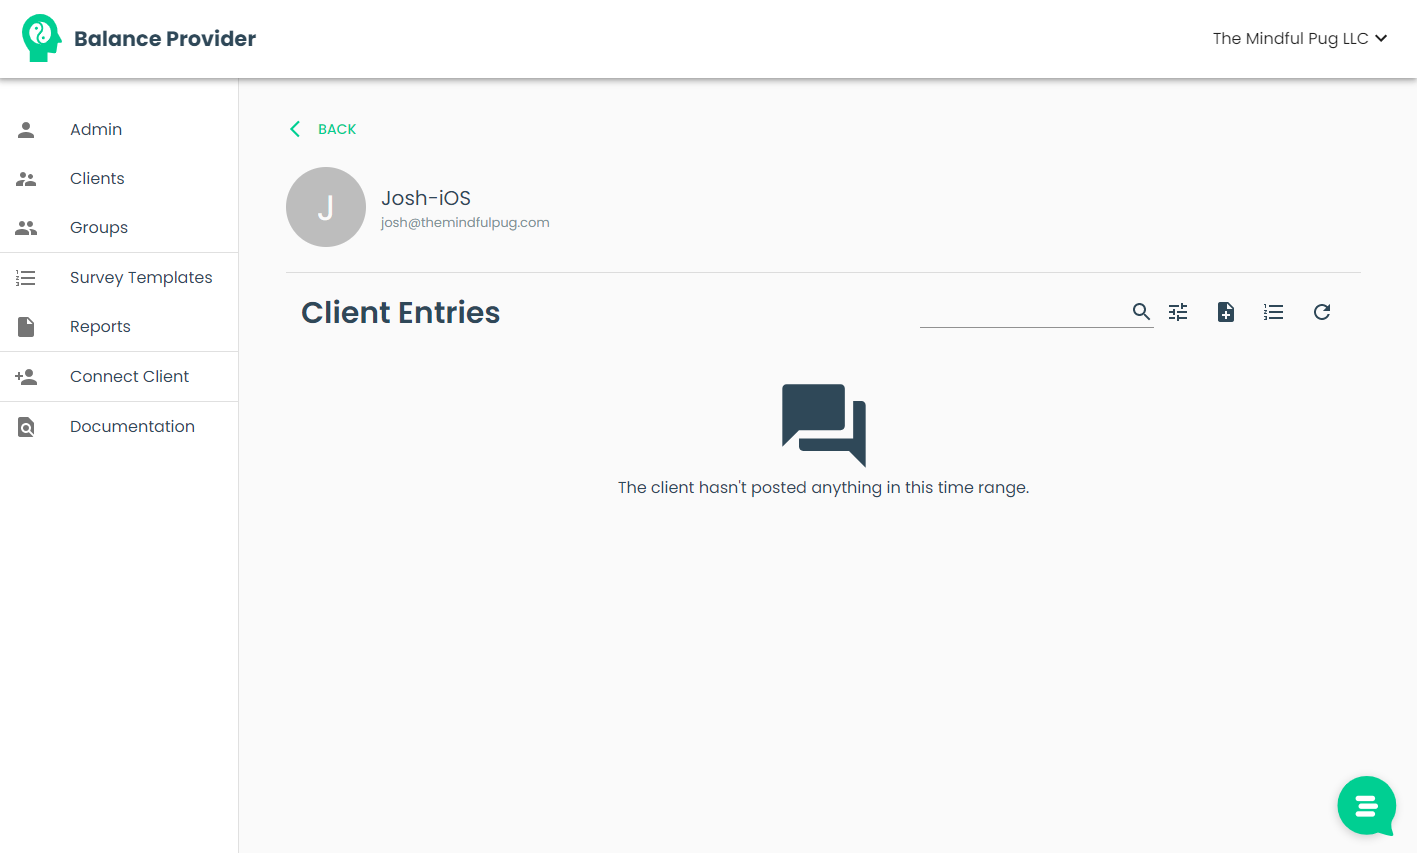 Balance Provider
The Mindful Pug LLC
Admin
Clients
Groups
Survey Templates
Reports
Connect Client
Documentation
BACK
J
Josh-iOS
josh@themindfulpug.com
Client Entries
The client hasn't posted anything in this time range.